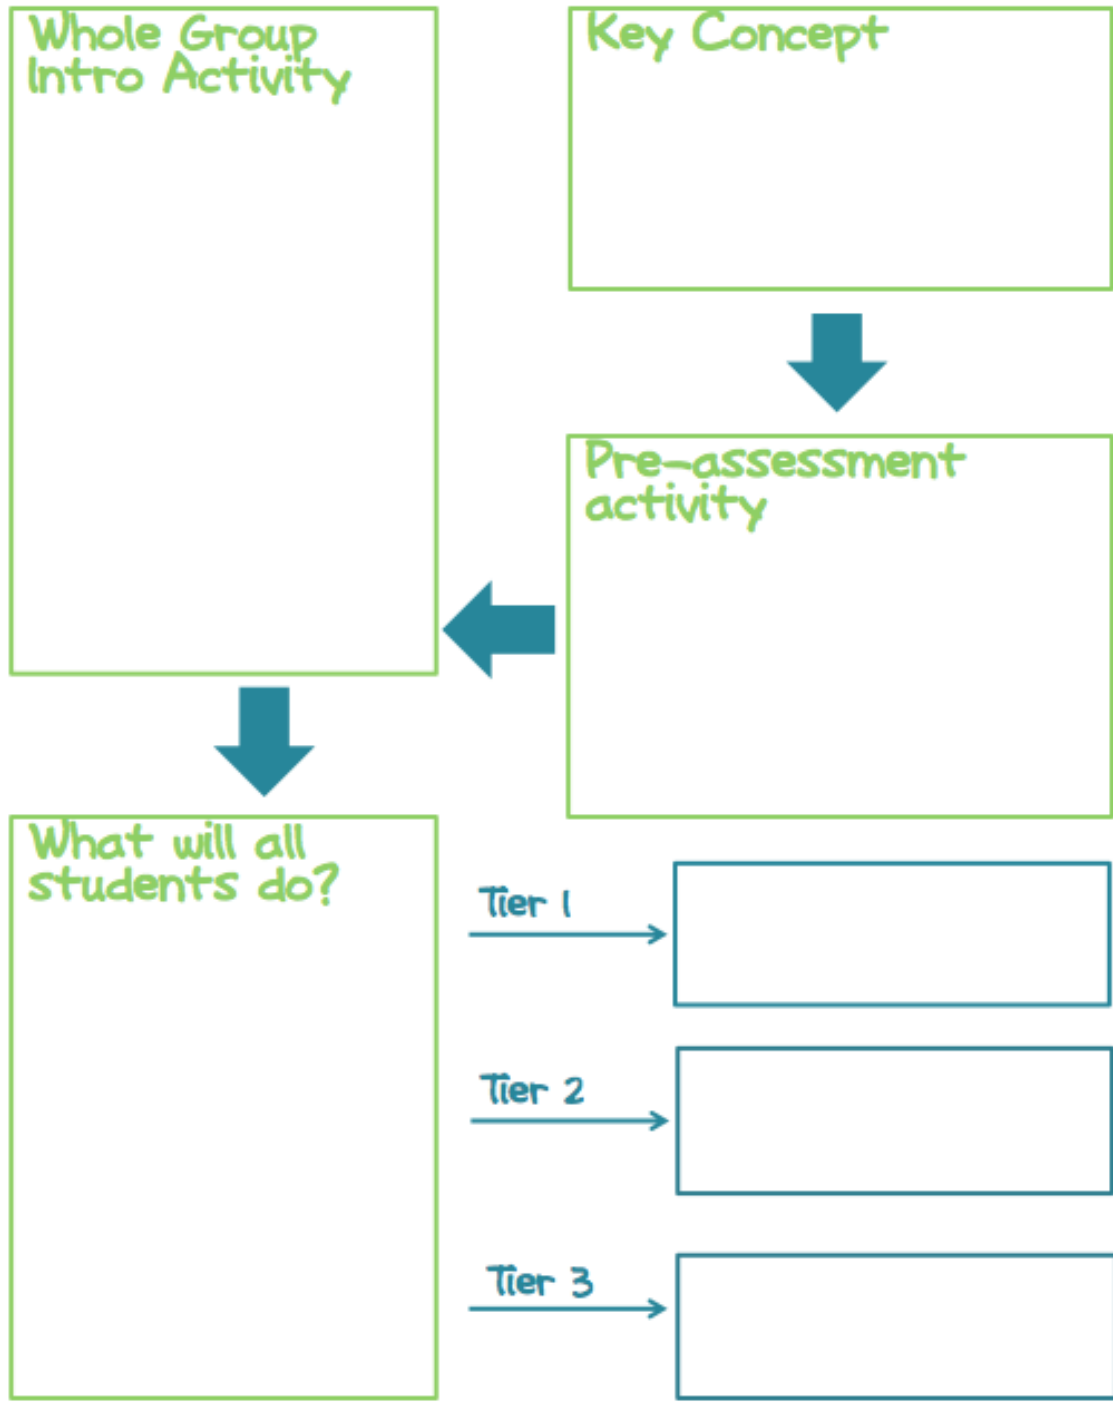 Whole Group
Intro Activity
Key Concept
Pre-assessment
activity
What will all
students do?
Tier 1
Tier 2
Tier 3